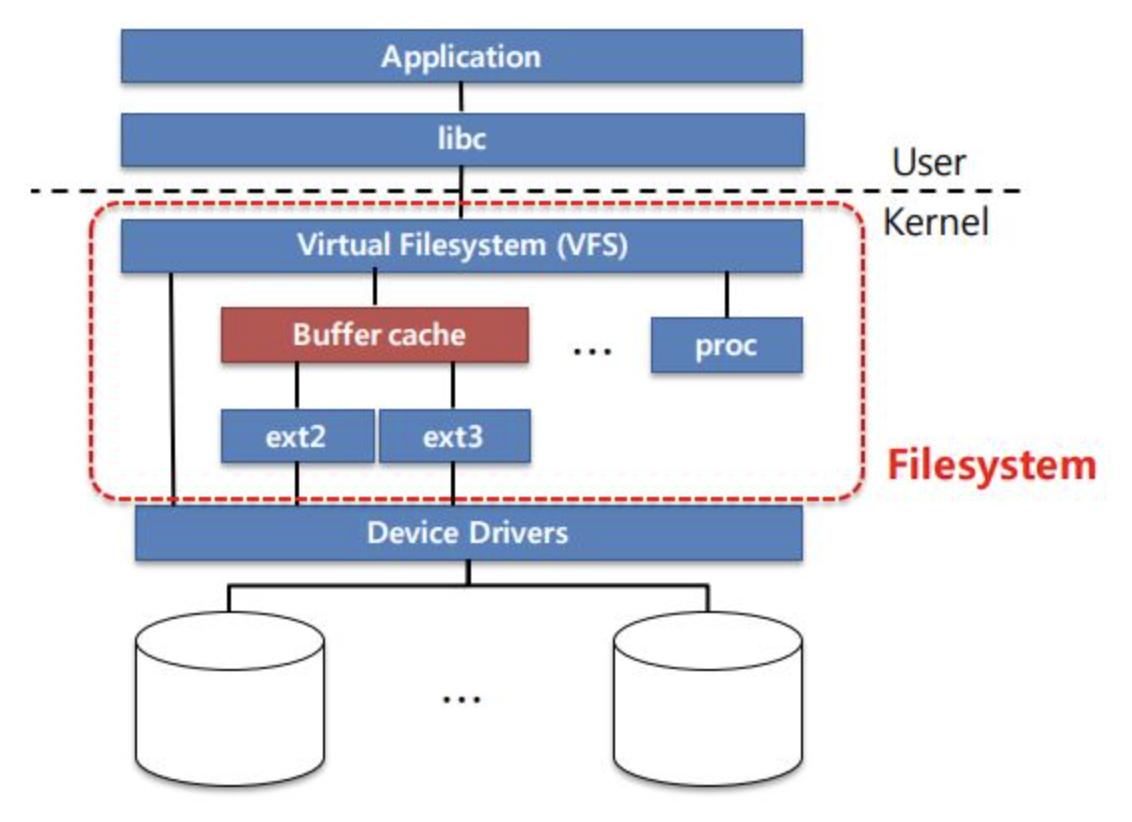 Application
libc
User
Kernel
Virtual Filesystem (VFS)
Buffer cache
...
proc
ext2
ext3
Filesystem
Device Drivers
...